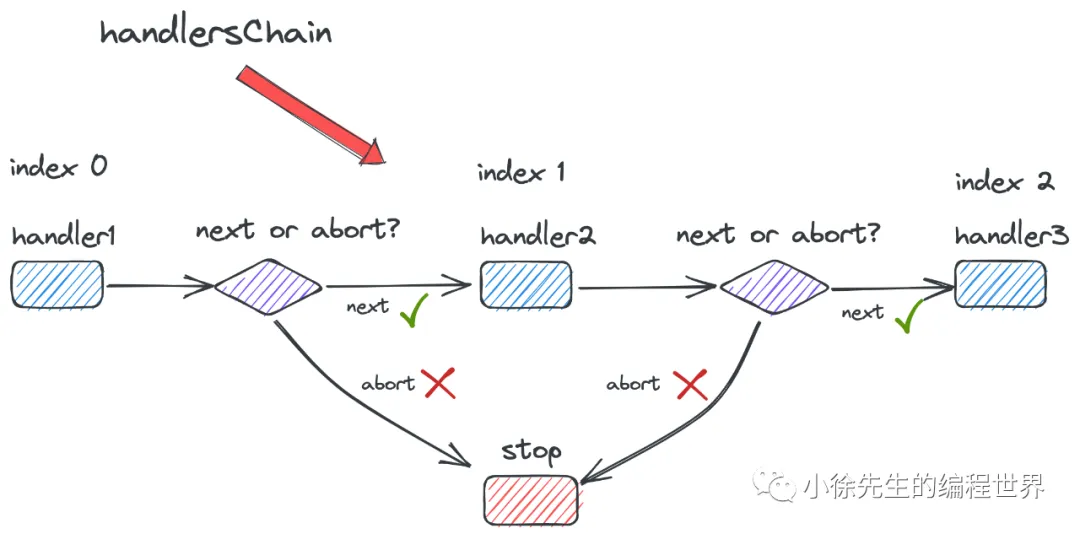 handlersChain
index 0
index 1
index 2
handler1
next or abort?
handler2
next or abort?
handler3
next
next
abort
abort
stop
小徐先生的编程世界